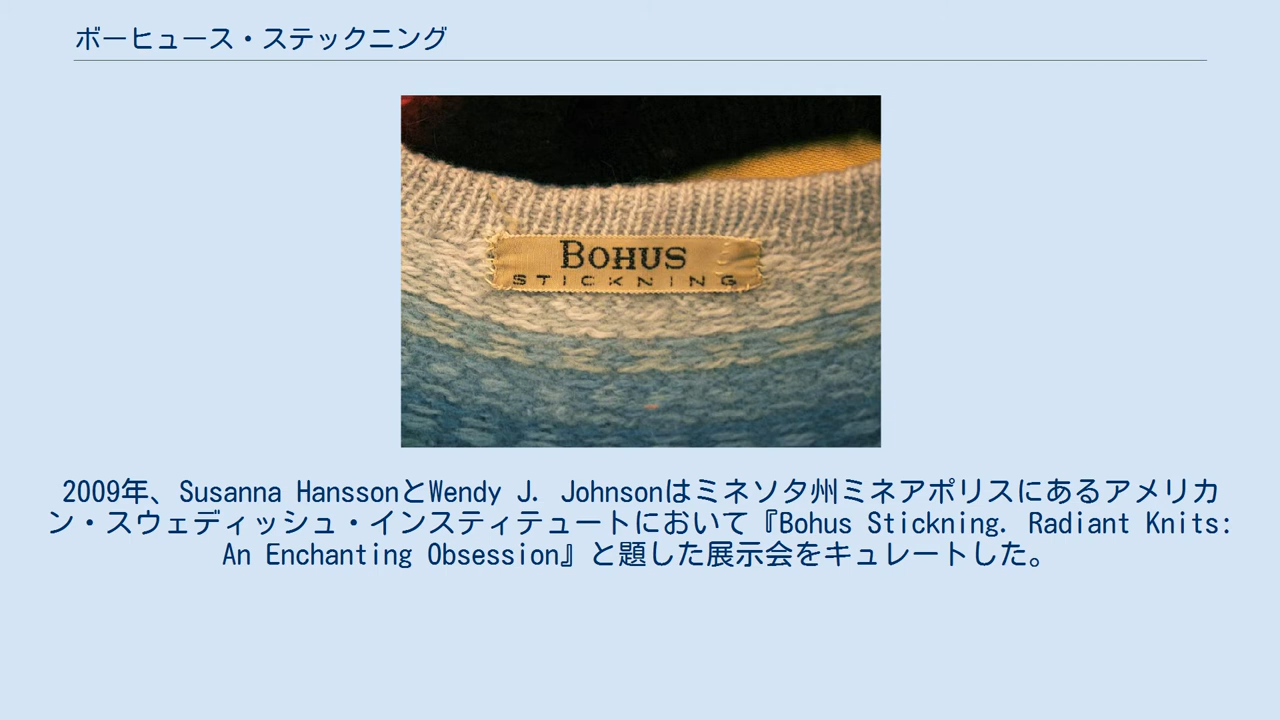 ボーヒュース・ステックニング
BOHUS
STICKNING
2009年、Susanna HanssonとWendy J. Johnsonはミネソタ州ミネアポリスにあるアメリカ
ン・スウェディッシュ・インスティテュートにおいて『Bohus Stickning. Radiant Knits:
An Enchanting Obsession』と題した展示会をキュレートした。